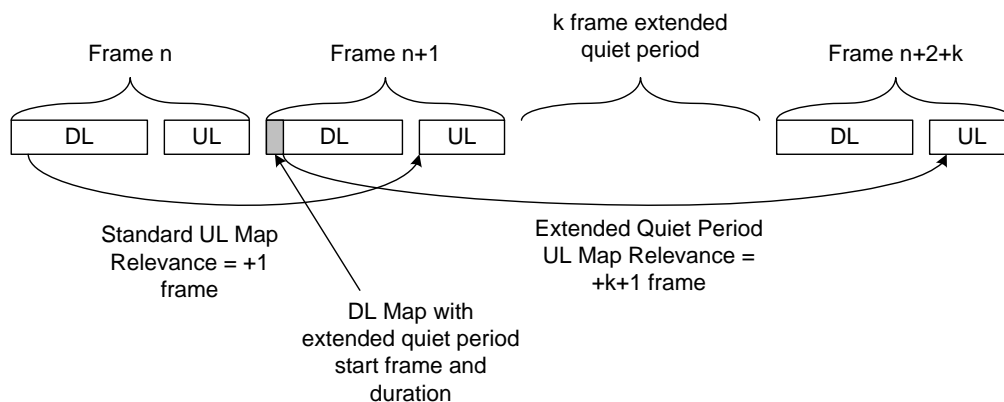 k frame extended
quiet period
Frame n
Frame n+1
Frame n+2+k
DL
UL
DL
UL
DL
UL
Standard UL Map
Relevance = +1
frame
Extended Quiet Period
UL Map Relevance =
+k+1 frame
DL Map with
extended quiet period
start frame and
duration